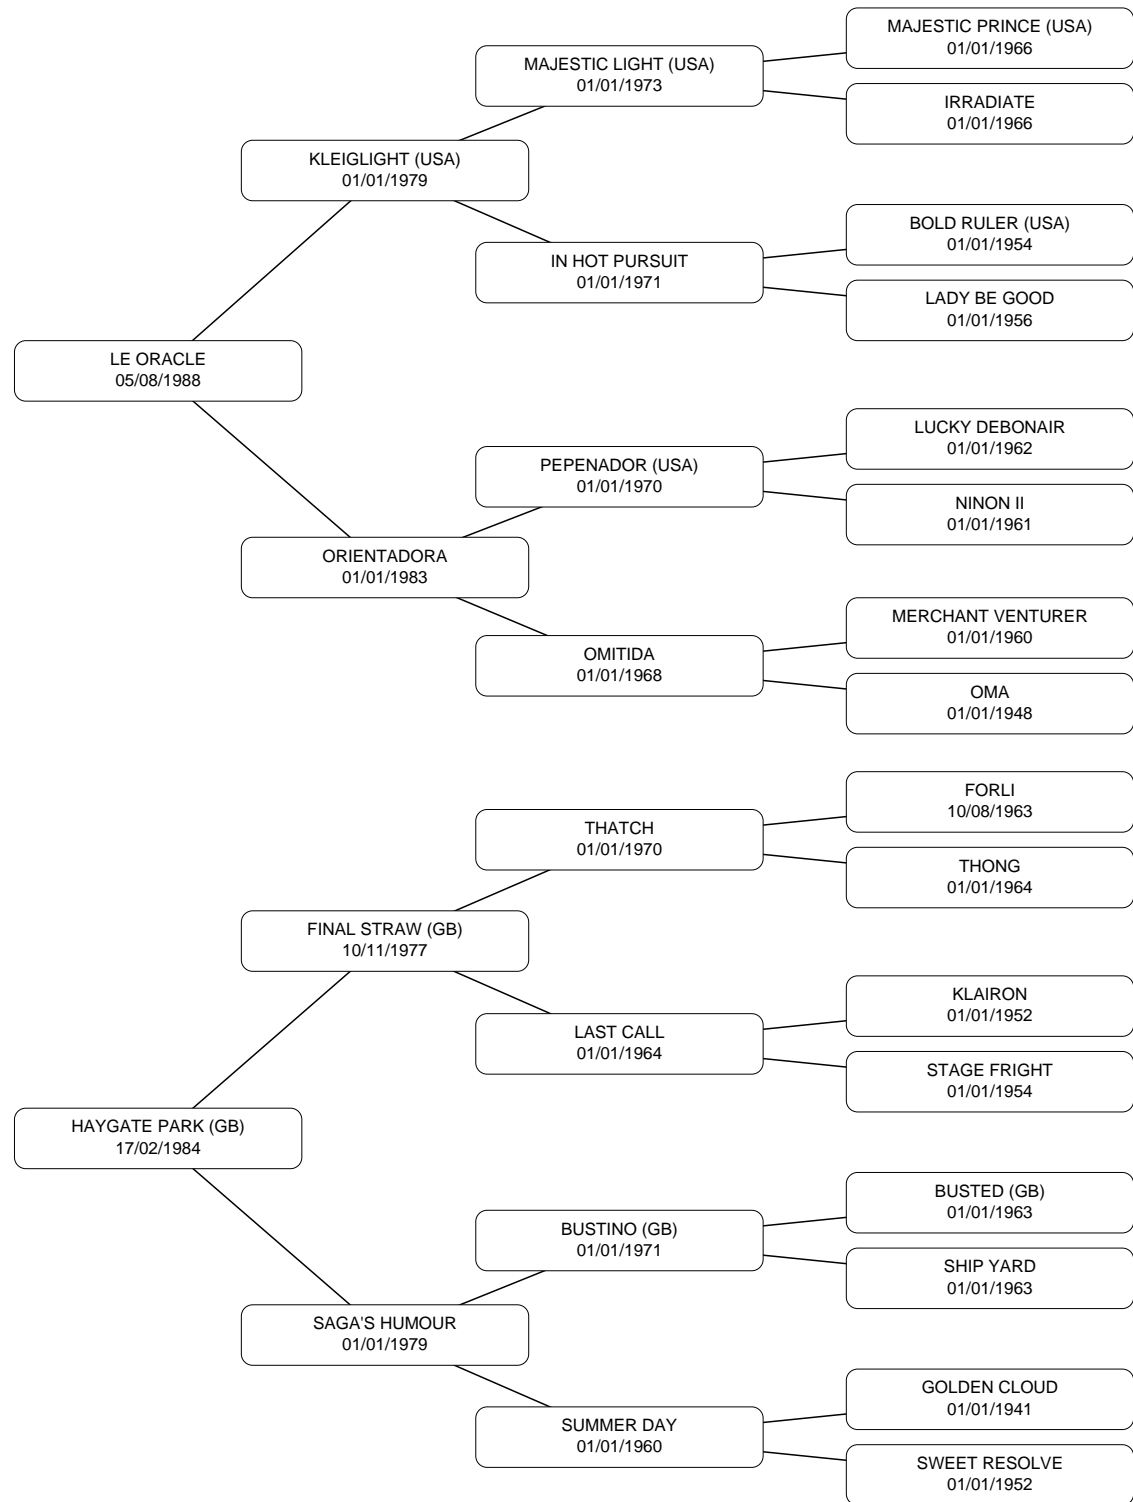 MAJESTIC PRINCE (USA)
01/01/1966
MAJESTIC LIGHT (USA)
01/01/1973
IRRADIATE
01/01/1966
KLEIGLIGHT (USA)
01/01/1979
BOLD RULER (USA)
01/01/1954
IN HOT PURSUIT
01/01/1971
LADY BE GOOD
01/01/1956
LE ORACLE
05/08/1988
LUCKY DEBONAIR
01/01/1962
PEPENADOR (USA)
01/01/1970
NINON II
01/01/1961
ORIENTADORA
01/01/1983
MERCHANT VENTURER
01/01/1960
OMITIDA
01/01/1968
OMA
01/01/1948
FORLI
10/08/1963
THATCH
01/01/1970
THONG
01/01/1964
FINAL STRAW (GB)
10/11/1977
KLAIRON
01/01/1952
LAST CALL
01/01/1964
STAGE FRIGHT
01/01/1954
HAYGATE PARK (GB)
17/02/1984
BUSTED (GB)
01/01/1963
BUSTINO (GB)
01/01/1971
SHIP YARD
01/01/1963
SAGA'S HUMOUR
01/01/1979
GOLDEN CLOUD
01/01/1941
SUMMER DAY
01/01/1960
SWEET RESOLVE
01/01/1952